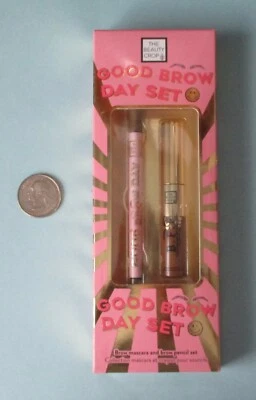 THE
BEAUTY
CROP
GOOD BROW
DAY SET
GOOD BROW
DAY SET
Brow mascara and brow pencil set